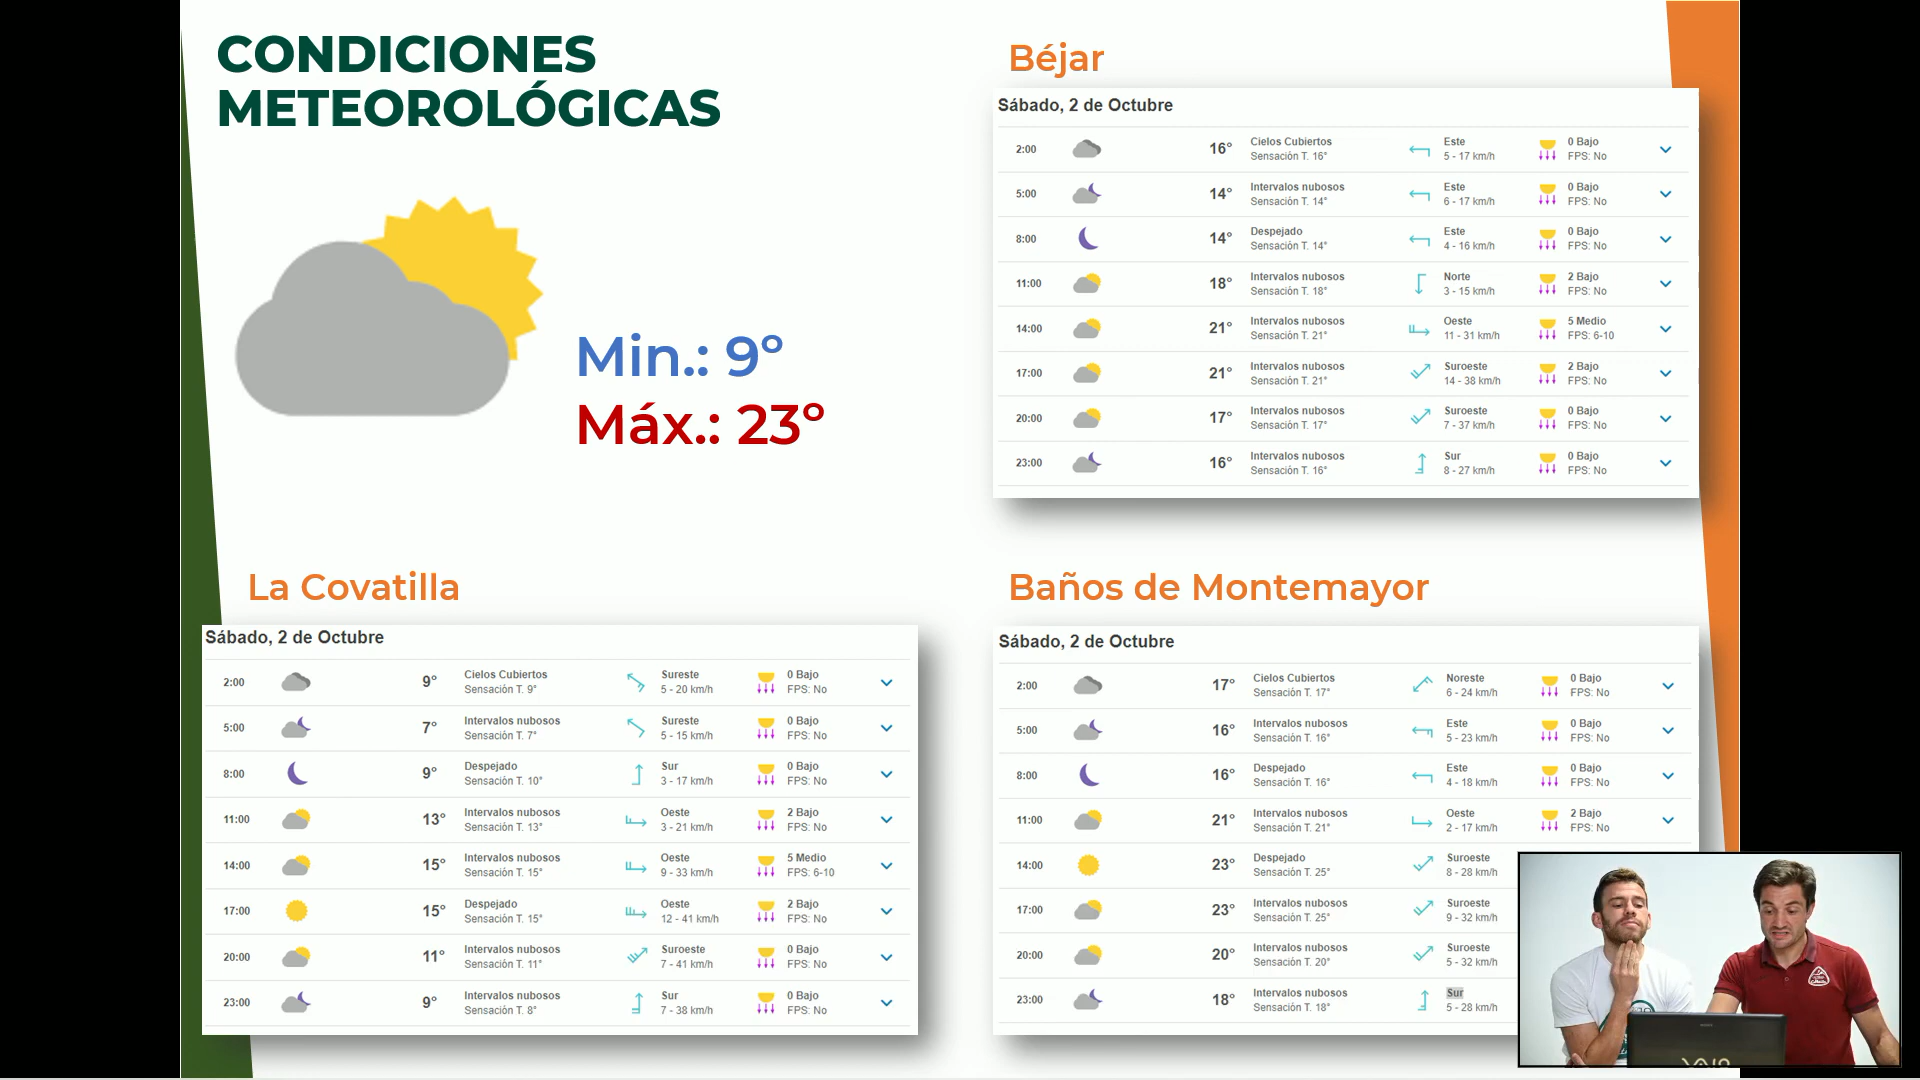 CONDICIONES
METEOROLÓGICAS
Min.: 9º
Máx.: 23º
Béjar
Sábado, 2 de Octubre
2:00 16° Cielos Cubiertos Este 0 Bajo
Sensación T. 16° 5 - 17 km/h FPS: No
5:00 14° Intervalos nubosos Este 0 Bajo
Sensación T. 14° 6 - 17 km/h FPS: No
8:00 14° Despejado Este 0 Bajo
Sensación T. 14° 4 - 16 km/h FPS: No
11:00 18° Intervalos nubosos Norte 2 Bajo
Sensación T. 18° 3 - 15 km/h FPS: No
14:00 21° Intervalos nubosos Oeste 5 Medio
Sensación T. 21° 11 - 31 km/h FPS: 6-10
17:00 21° Intervalos nubosos Suroeste 2 Bajo
Sensación T. 21° 14 - 38 km/h FPS: No
20:00 17° Intervalos nubosos Suroeste 0 Bajo
Sensación T. 17° 7 - 37 km/h FPS: No
23:00 16° Intervalos nubosos Sur 0 Bajo
Sensación T. 16° 8 - 27 km/h FPS: No
La Covatilla
Sábado, 2 de Octubre
2:00 9° Cielos Cubiertos Sureste 0 Bajo
Sensación T. 9° 5 - 20 km/h FPS: No
5:00 7° Intervalos nubosos Sureste 0 Bajo
Sensación T. 7° 5 - 15 km/h FPS: No
8:00 9° Despejado Sur 0 Bajo
Sensación T. 10° 3 - 17 km/h FPS: No
11:00 13° Intervalos nubosos Oeste 2 Bajo
Sensación T. 13° 3 - 21 km/h FPS: No
14:00 15° Intervalos nubosos Oeste 5 Medio
Sensación T. 15° 9 - 33 km/h FPS: 6-10
17:00 15° Despejado Oeste 2 Bajo
Sensación T. 15° 12 - 41 km/h FPS: No
20:00 11° Intervalos nubosos Suroeste 0 Bajo
Sensación T. 11° 7 - 41 km/h FPS: No
23:00 9° Intervalos nubosos Sur 0 Bajo
Sensación T. 8° 7 - 38 km/h FPS: No
Baños de Montemayor
Sábado, 2 de Octubre
2:00 17° Cielos Cubiertos Noreste 0 Bajo
Sensación T. 17° 6 - 24 km/h FPS: No
5:00 16° Intervalos nubosos Este 0 Bajo
Sensación T. 16° 5 - 23 km/h FPS: No
8:00 16° Despejado Este 0 Bajo
Sensación T. 16° 4 - 18 km/h FPS: No
11:00 21° Intervalos nubosos Oeste 2 Bajo
Sensación T. 21° 2 - 17 km/h FPS: No
14:00 23° Despejado Suroeste
Sensación T. 25° 8 - 28 km/h
17:00 23° Intervalos nubosos Suroeste
Sensación T. 25° 9 - 32 km/h
20:00 20° Intervalos nubosos Suroeste
Sensación T. 20° 5 - 32 km/h
23:00 18° Intervalos nubosos Sur
Sensación T. 18° 5 - 28 km/h
VAIO